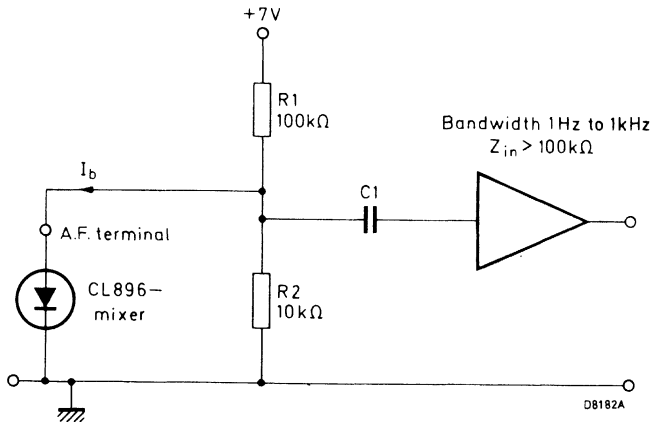 +7V
R1
100kΩ
Bandwidth 1Hz to 1kHz
Zin > 100kΩ
Ib
C1
A.F. terminal
CL896–
mixer
R2
10kΩ
D8182A